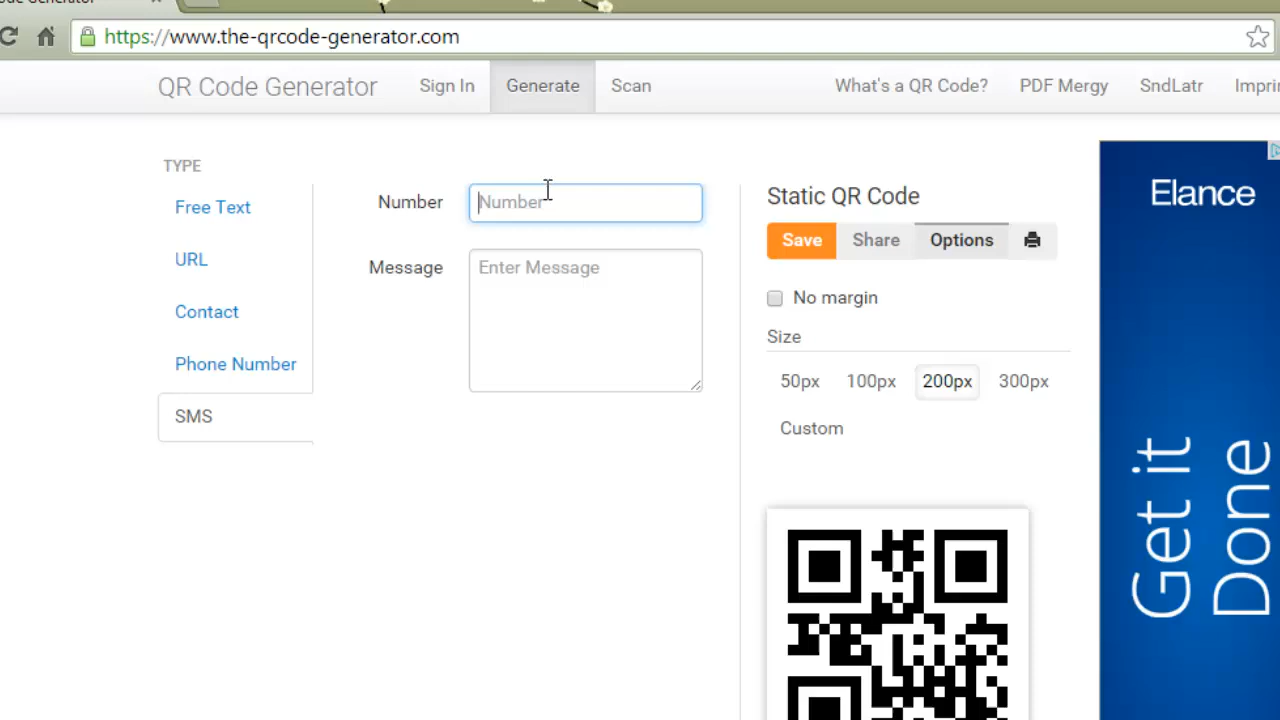 https://www.the-qrcode-generator.com
QR Code Generator
Sign In
Generate
Scan
What's a QR Code?
PDF Mergy
SndLatr
TYPE
Free Text
URL
Contact
Phone Number
SMS
Number
Number
Message
Enter Message
Static QR Code
Save
Share
Options
No margin
Size
50px
100px
200px
300px
Custom
Elance
Get it
Done